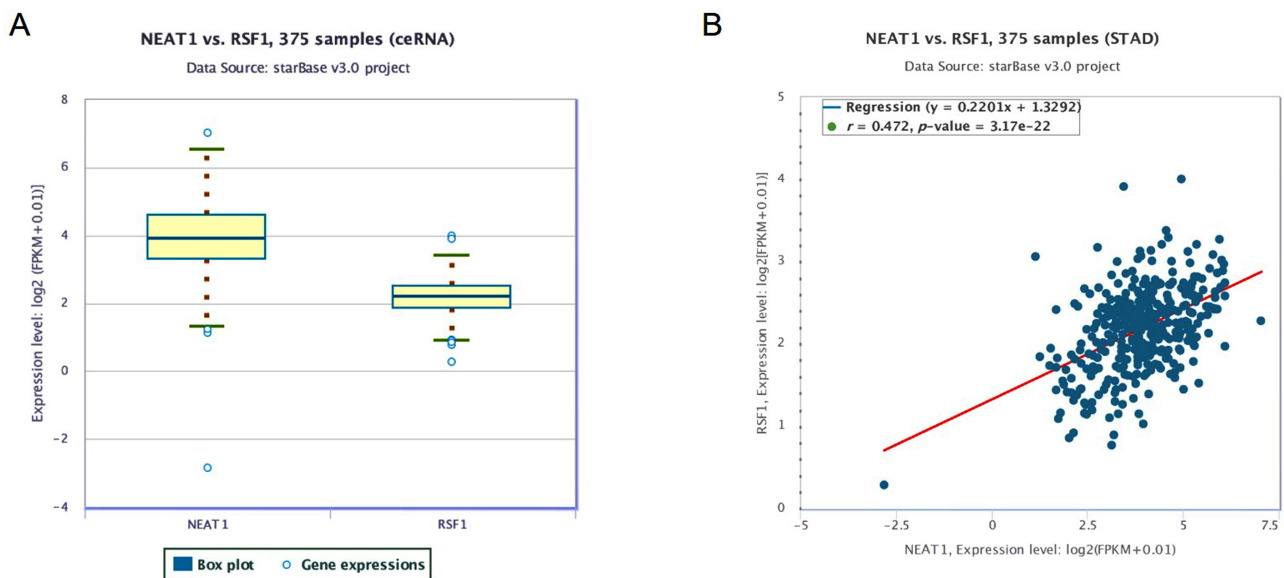 A
NEAT1 vs. RSF1, 375 samples (ceRNA)
Data Source: starBase v3.0 project
Expression level: log2 (FPKM+0.01)]
8
6
4
2
0
−2
−4
NEAT1
RSF1
Box plot
Gene expressions
B
NEAT1 vs. RSF1, 375 samples (STAD)
Data Source: starBase v3.0 project
Regression (y = 0.2201x + 1.3292)
r = 0.472, p-value = 3.17e-22
RSF1, Expression level: log2[FPKM+0.01)]
5
4
3
2
1
0
−5
−2.5
0
2.5
5
7.5
NEAT1, Expression level: log2(FPKM+0.01)